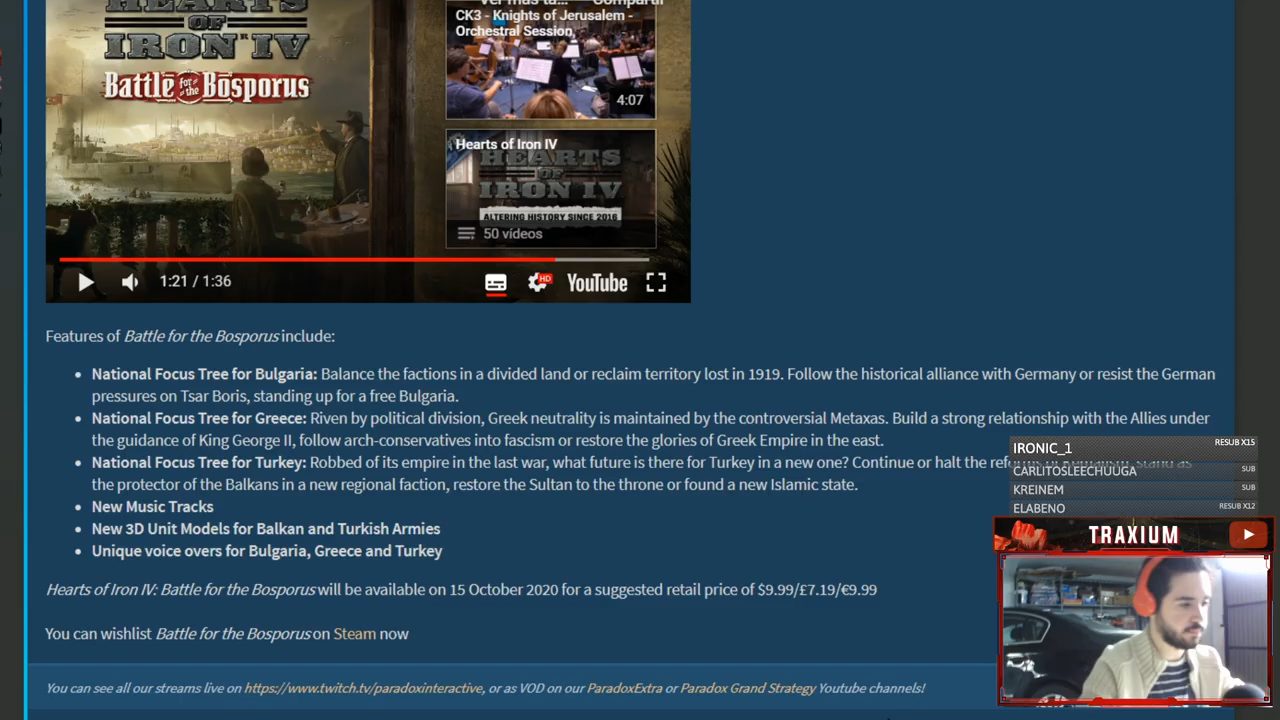 HEARTS
OF
IRON IV
Battle for the Bosporus
Ver más ta... Compartir
CK3 - Knights of Jerusalem -
Orchestral Session,
4:07
Hearts of Iron IV
HEARTS
OF
IRON IV
ALTERING HISTORY SINCE 2016
50 vídeos
1:21 / 1:36
HD
YouTube
Features of Battle for the Bosporus include:
• National Focus Tree for Bulgaria: Balance the factions in a divided land or reclaim territory lost in 1919. Follow the historical alliance with Germany or resist the German
pressures on Tsar Boris, standing up for a free Bulgaria.
• National Focus Tree for Greece: Riven by political division, Greek neutrality is maintained by the controversial Metaxas. Build a strong relationship with the Allies under
the guidance of King George II, follow arch-conservatives into fascism or restore the glories of Greek Empire in the east.
• National Focus Tree for Turkey: Robbed of its empire in the last war, what future is there for Turkey in a new one? Continue or halt the stand as
the protector of the Balkans in a new regional faction, restore the Sultan to the throne or found a new Islamic state.
• New Music Tracks
• New 3D Unit Models for Balkan and Turkish Armies
• Unique voice overs for Bulgaria, Greece and Turkey
Hearts of Iron IV: Battle for the Bosporus will be available on 15 October 2020 for a suggested retail price of $9.99/£7.19/€9.99
You can wishlist Battle for the Bosporus on Steam now
You can see all our streams live on https://www.twitch.tv/paradoxinteractive, or as VOD on our ParadoxExtra or Paradox Grand Strategy Youtube channels!
IRONIC_1 RESUB X15
CARLITOSLEECHUUGA SUB
KREINEM SUB
ELABENO RESUB X12
TRAXIUM